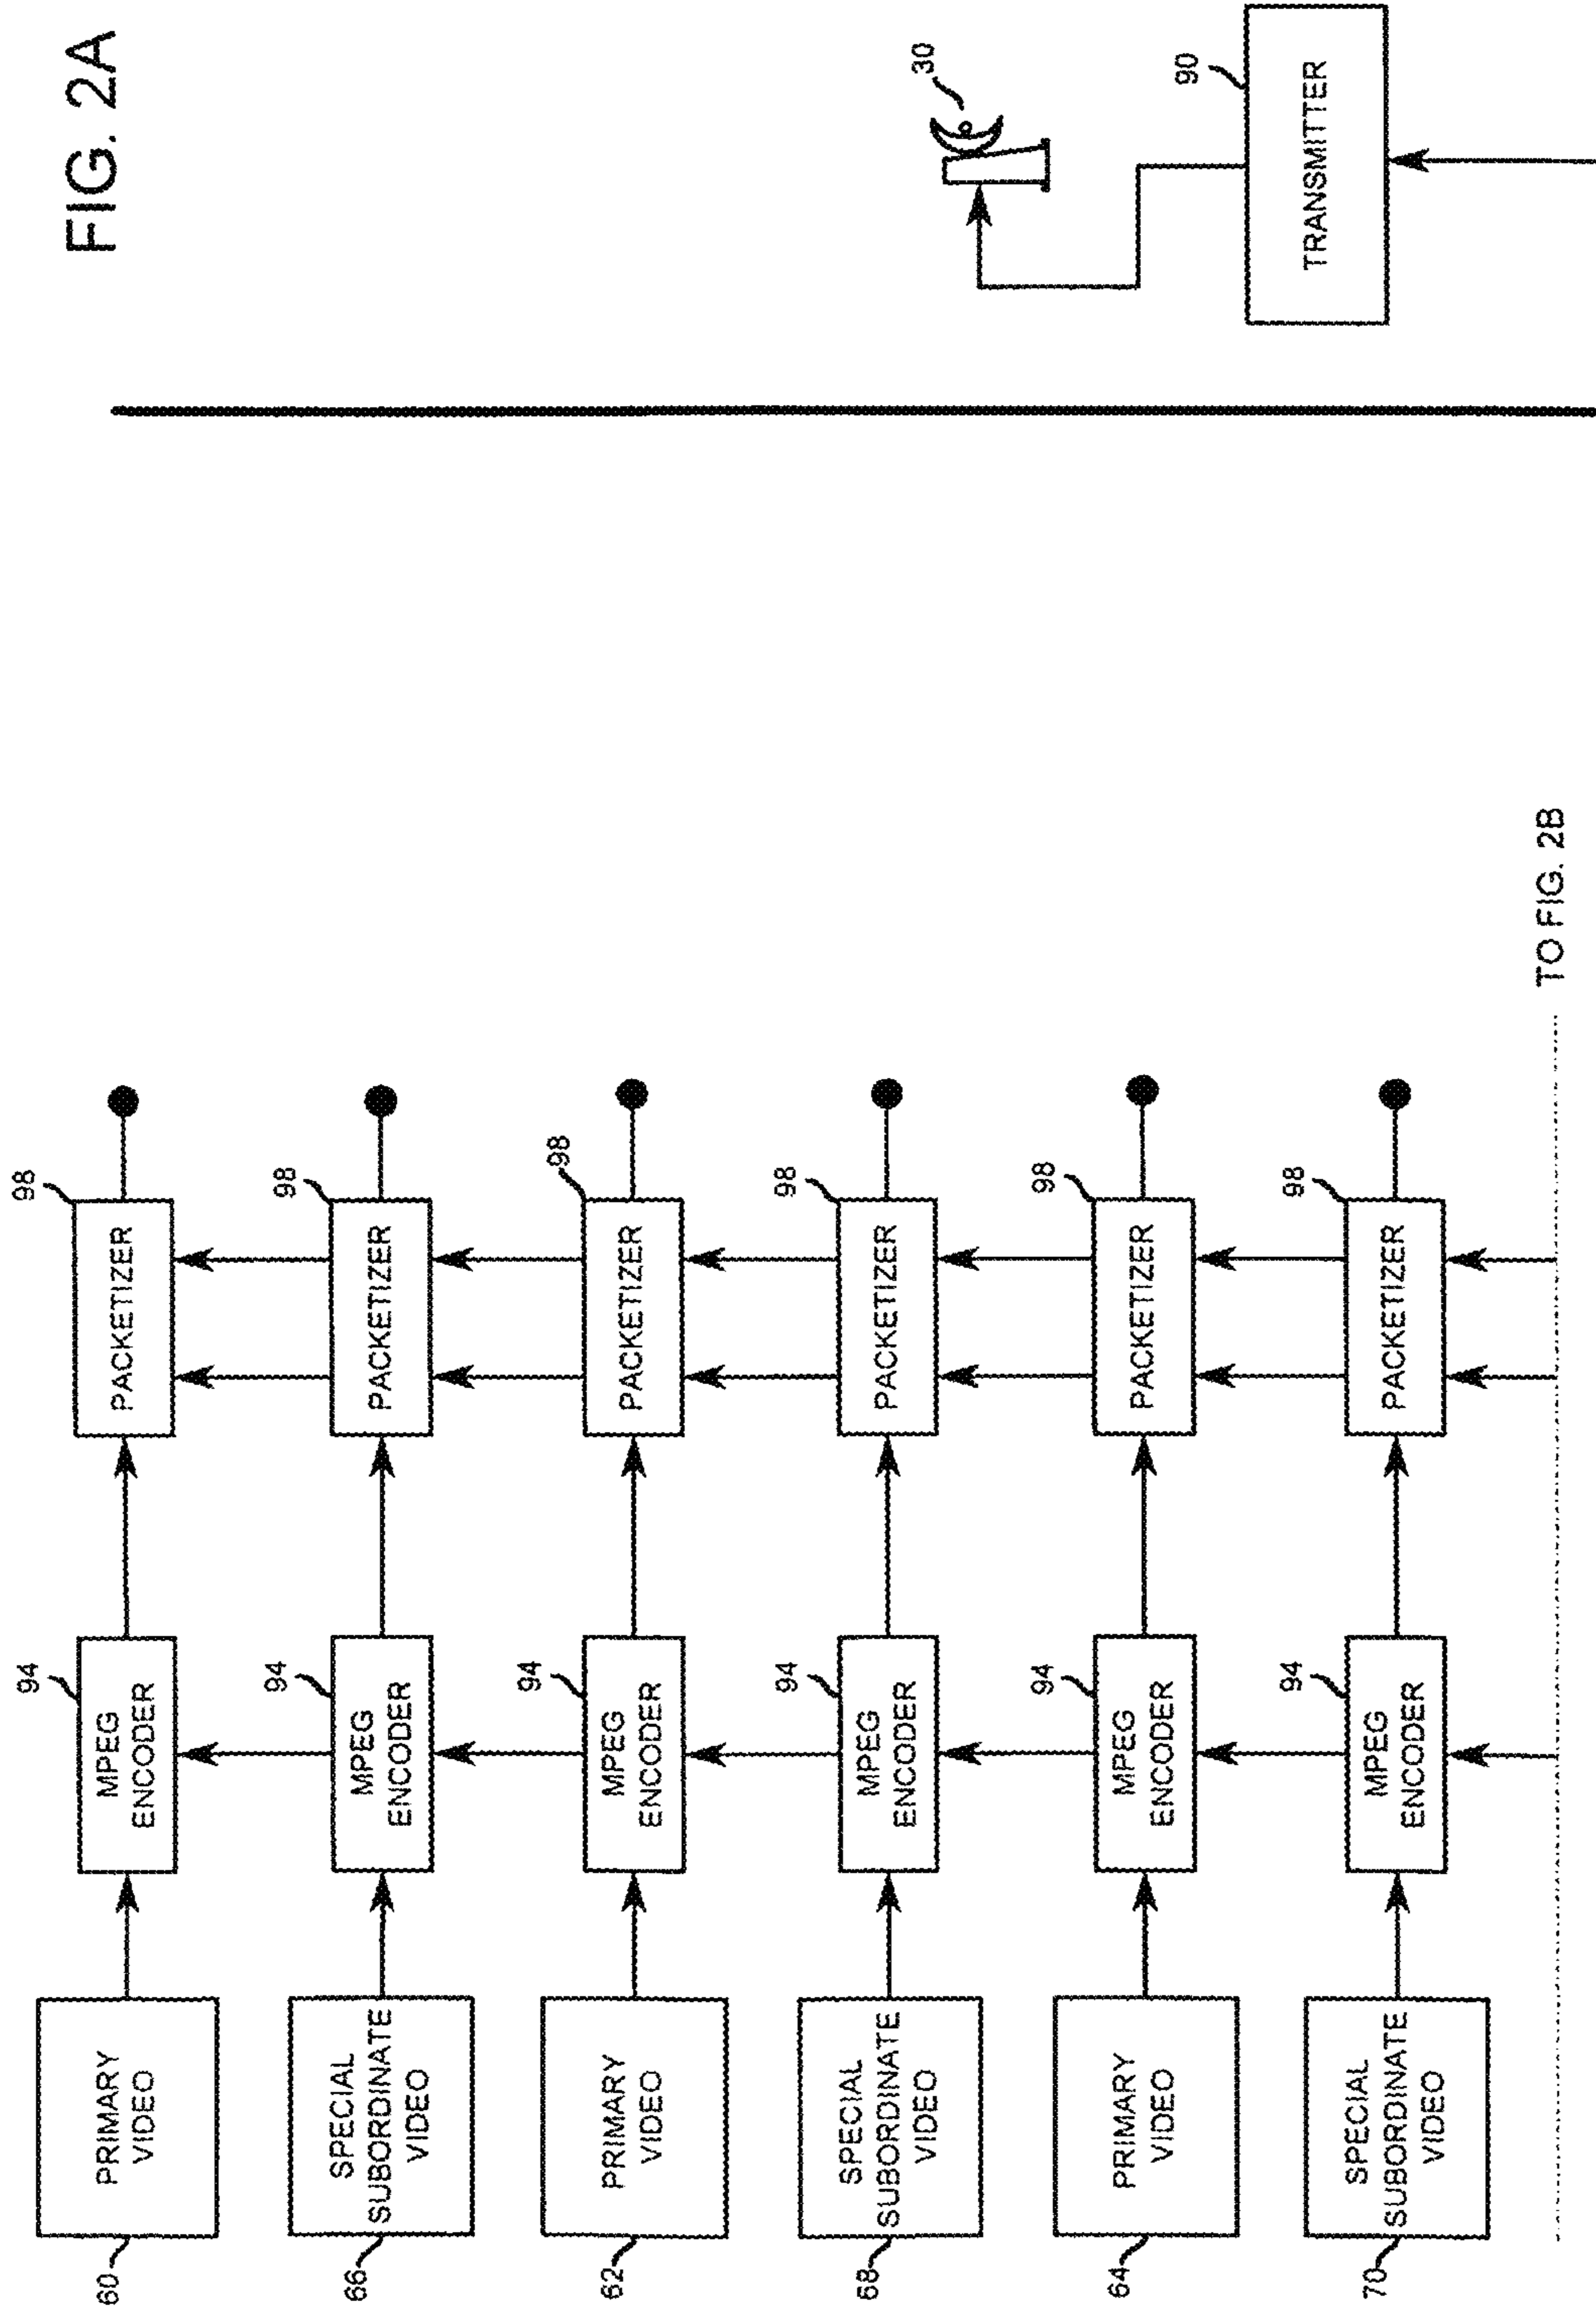 FIG. 2A
60
PRIMARY
VIDEO
94
MPEG
ENCODER
98
PACKETIZER
66
SPECIAL
SUBORDINATE
VIDEO
94
MPEG
ENCODER
98
PACKETIZER
30
62
PRIMARY
VIDEO
94
MPEG
ENCODER
98
PACKETIZER
68
SPECIAL
SUBORDINATE
VIDEO
94
MPEG
ENCODER
98
PACKETIZER
90
TRANSMITTER
64
PRIMARY
VIDEO
94
MPEG
ENCODER
98
PACKETIZER
70
SPECIAL
SUBORDINATE
VIDEO
94
MPEG
ENCODER
98
PACKETIZER
TO FIG. 2B